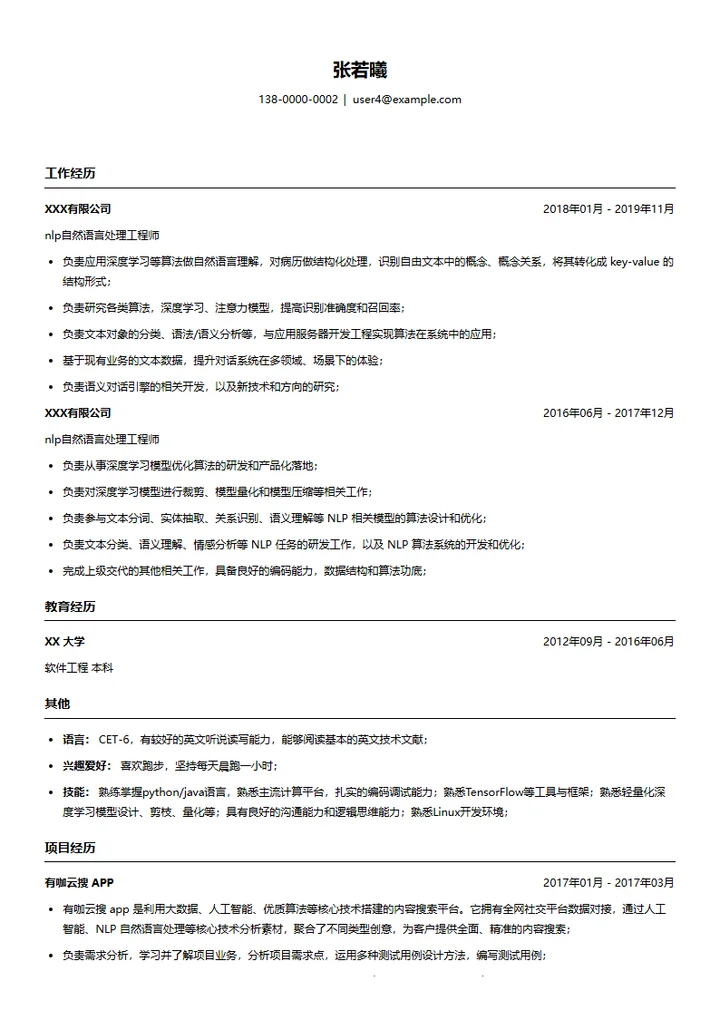 张若曦
138-0000-0002 | user4@example.com
工作经历
XXX有限公司 2018年01月 - 2019年11月
nlp自然语言处理工程师
• 负责应用深度学习等算法做自然语言理解，对病历做结构化处理，识别自由文本中的概念、概念关系，将其转化成 key-value 的
结构形式；
• 负责研究各类算法，深度学习、注意力模型，提高识别准确度和召回率；
• 负责文本对象的分类、语法/语义分析等，与应用服务器开发工程实现算法在系统中的应用；
• 基于现有业务的文本数据，提升对话系统在多领域、场景下的体验；
• 负责语义对话引擎的相关开发，以及新技术和方向的研究；
XXX有限公司 2016年06月 - 2017年12月
nlp自然语言处理工程师
• 负责从事深度学习模型优化算法的研发和产品化落地；
• 负责对深度学习模型进行裁剪、模型量化和模型压缩等相关工作；
• 负责参与文本分词、实体抽取、关系识别、语义理解等 NLP 相关模型的算法设计和优化；
• 负责文本分类、语义理解、情感分析等 NLP 任务的研发工作，以及 NLP 算法系统的开发和优化；
• 完成上级交代的其他相关工作，具备良好的编码能力，数据结构和算法功底；
教育经历
XX 大学 2012年09月 - 2016年06月
软件工程 本科
其他
• 语言： CET-6，有较好的英文听说读写能力，能够阅读基本的英文技术文献；
• 兴趣爱好： 喜欢跑步，坚持每天晨跑一小时；
• 技能： 熟练掌握python/java语言，熟悉主流计算平台，扎实的编码调试能力；熟悉TensorFlow等工具与框架；熟悉轻量化深
度学习模型设计、剪枝、量化等；具有良好的沟通能力和逻辑思维能力；熟悉Linux开发环境；
项目经历
有咖云搜 APP 2017年01月 - 2017年03月
• 有咖云搜 app 是利用大数据、人工智能、优质算法等核心技术搭建的内容搜索平台。它拥有全网社交平台数据对接，通过人工
智能、NLP 自然语言处理等核心技术分析素材，聚合了不同类型创意，为客户提供全面、精准的内容搜索；
• 负责需求分析，学习并了解项目业务，分析项目需求点，运用多种测试用例设计方法，编写测试用例；